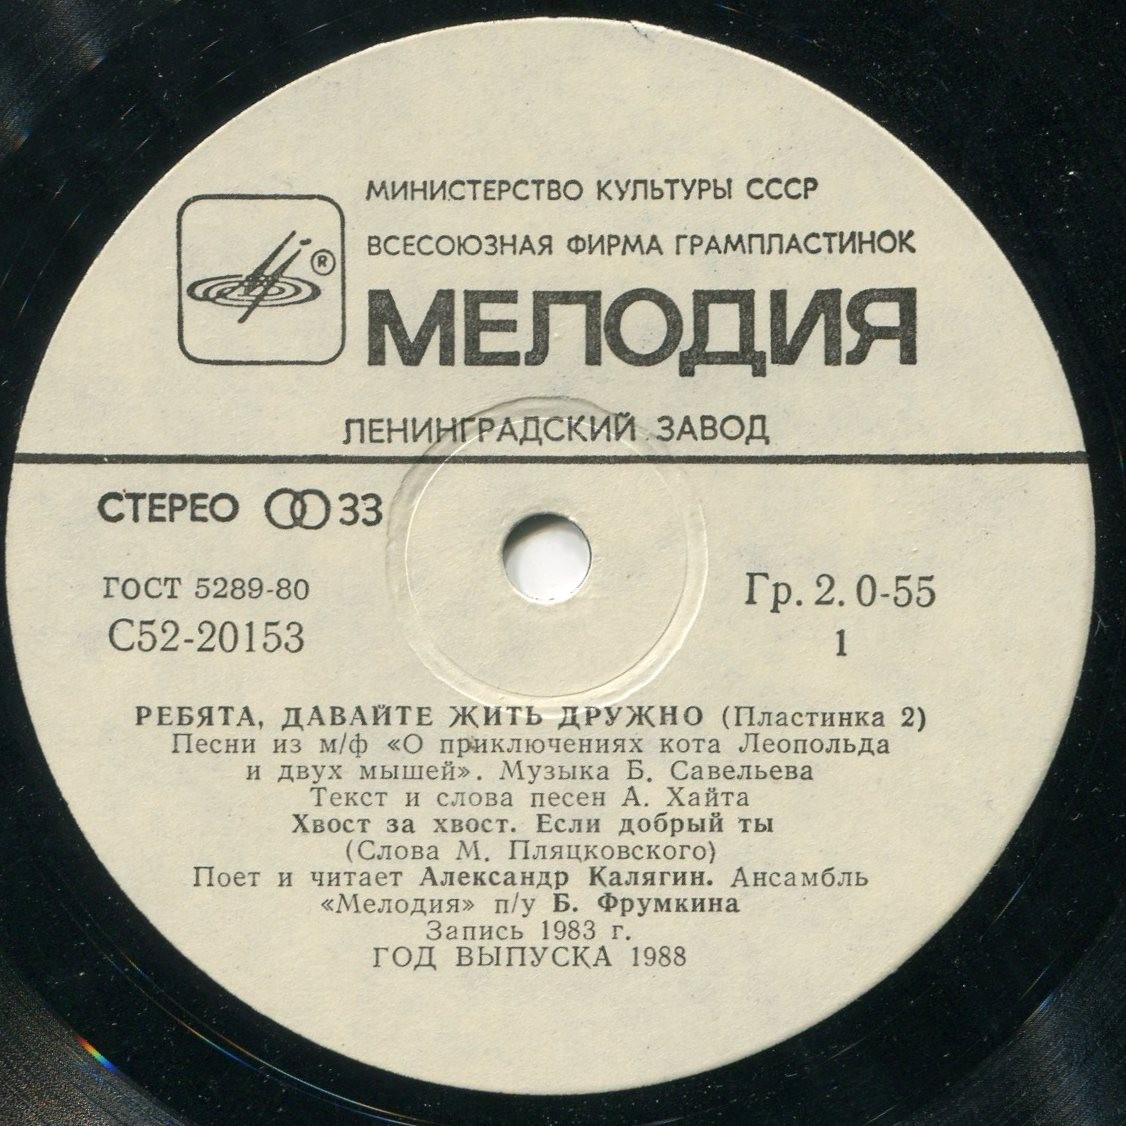 МИНИСТЕРСТВО КУЛЬТУРЫ СССР
ВСЕСОЮЗНАЯ ФИРМА ГРАМПЛАСТИНОК
®
МЕЛОДИЯ
ЛЕНИНГРАДСКИЙ ЗАВОД
СТЕРЕО 33
ГОСТ 5289-80
Гр. 2. 0-55
С52-20153
1
РЕБЯТА, ДАВАЙТЕ ЖИТЬ ДРУЖНО (Пластинка 2)
Песни из м/ф «О приключениях кота Леопольда
и двух мышей». Музыка Б. Савельева
Текст и слова песен А. Хайта
Хвост за хвост. Если добрый ты
(Слова М. Пляцковского)
Поет и читает Александр Калягин. Ансамбль
«Мелодия» п/у Б. Фрумкина
Запись 1983 г.
ГОД ВЫПУСКА 1988